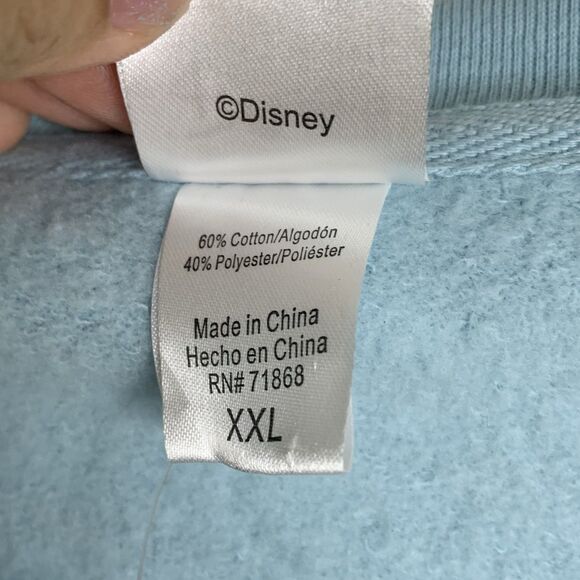 ©Disney
60% Cotton/Algodón
40% Polyester/Poliéster
Made in China
Hecho en China
RN# 71868
XXL